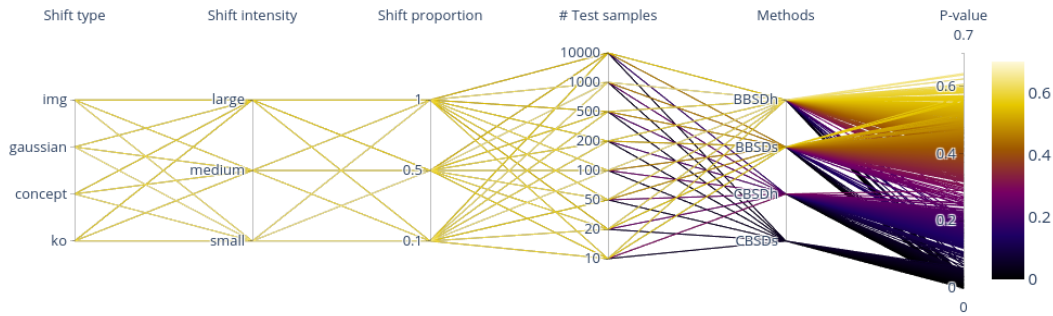 Shift type Shift intensity Shift proportion # Test samples Methods P-value
0.7
10000
1000
500
200
100
50
20
10
img
gaussian
concept
ko
large
medium
small
1
0.5
0.1
BBSDh
BBSDs
CBSDh
CBSDs
0.6
0.4
0.2
0
0
0.6
0.4
0.2
0